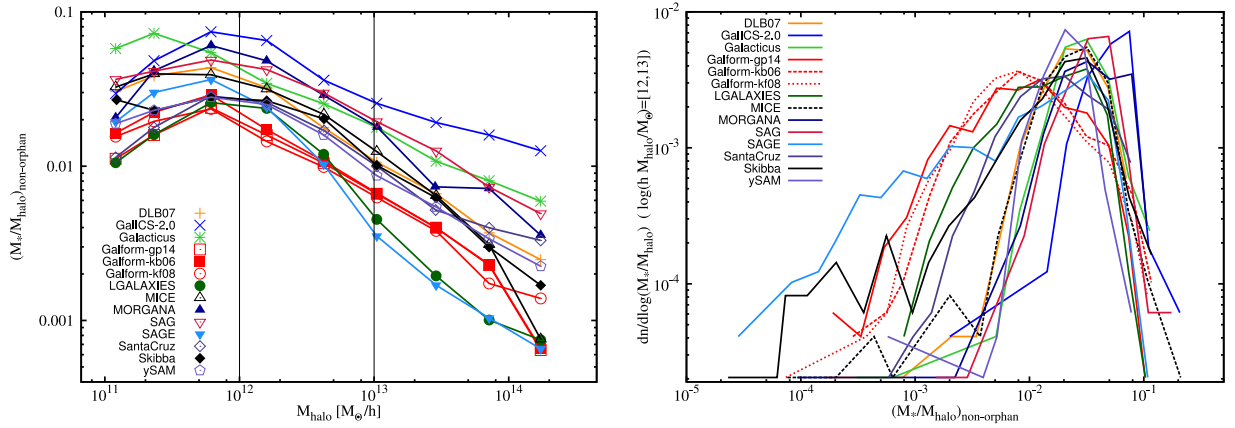 0.1
0.01
0.001
(M*/Mhalo)non-orphan
10^11
10^12
10^13
10^14
Mhalo [M⊙/h]
DLB07
GalICS-2.0
Galacticus
Galform-gp14
Galform-kb06
Galform-kf08
LGALAXIES
MICE
MORGANA
SAG
SAGE
SantaCruz
Skibba
ySAM
10^-2
10^-3
10^-4
dn/dlog(M*/Mhalo) (log(h Mhalo/M⊙)=[12,13])
DLB07
GalICS-2.0
Galacticus
Galform-gp14
Galform-kb06
Galform-kf08
LGALAXIES
MICE
MORGANA
SAG
SAGE
SantaCruz
Skibba
ySAM
10^-5
10^-4
10^-3
10^-2
10^-1
(M*/Mhalo)non-orphan